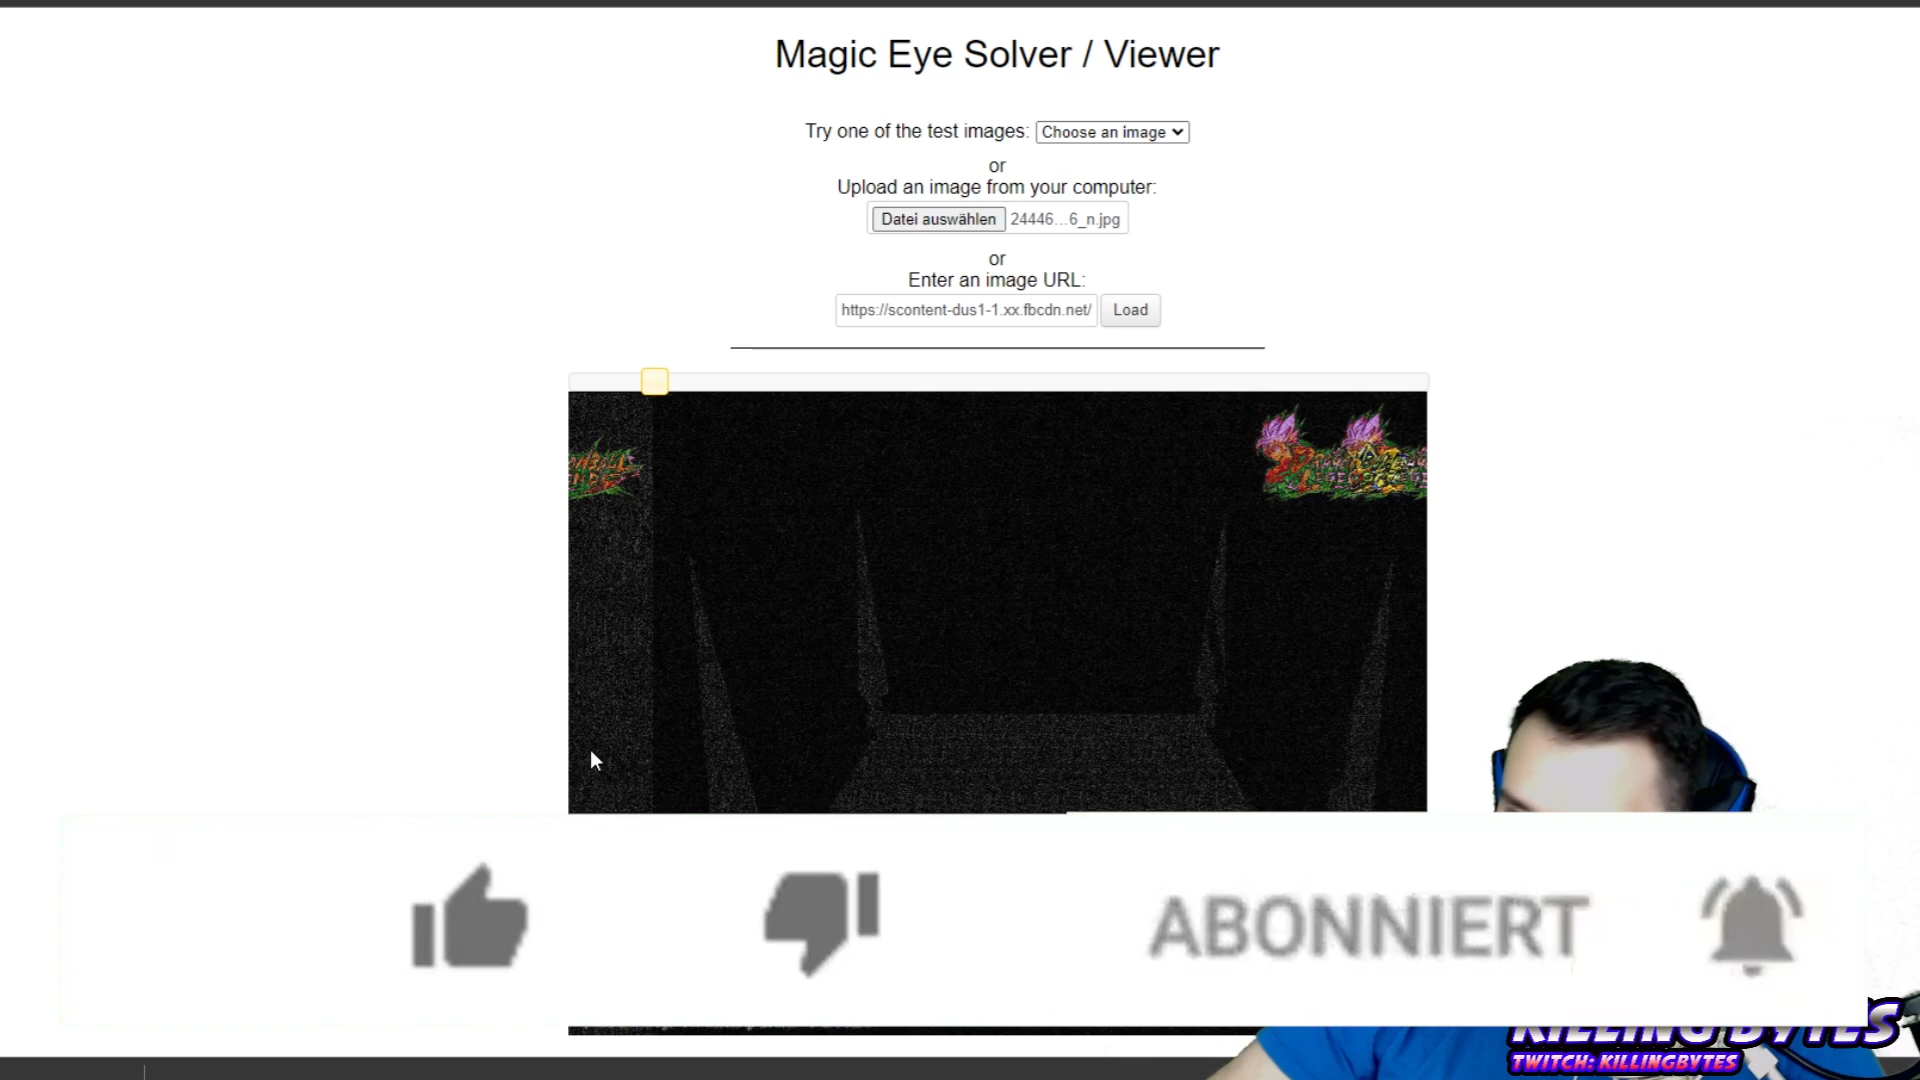 Magic Eye Solver / Viewer
Try one of the test images: Choose an image
or
Upload an image from your computer:
Datei auswählen 24446...6_n.jpg
or
Enter an image URL:
https://scontent-dus1-1.xx.fbcdn.net/ Load
ABONNIERT
KILLINGBYTES
TWITCH: KILLINGBYTES